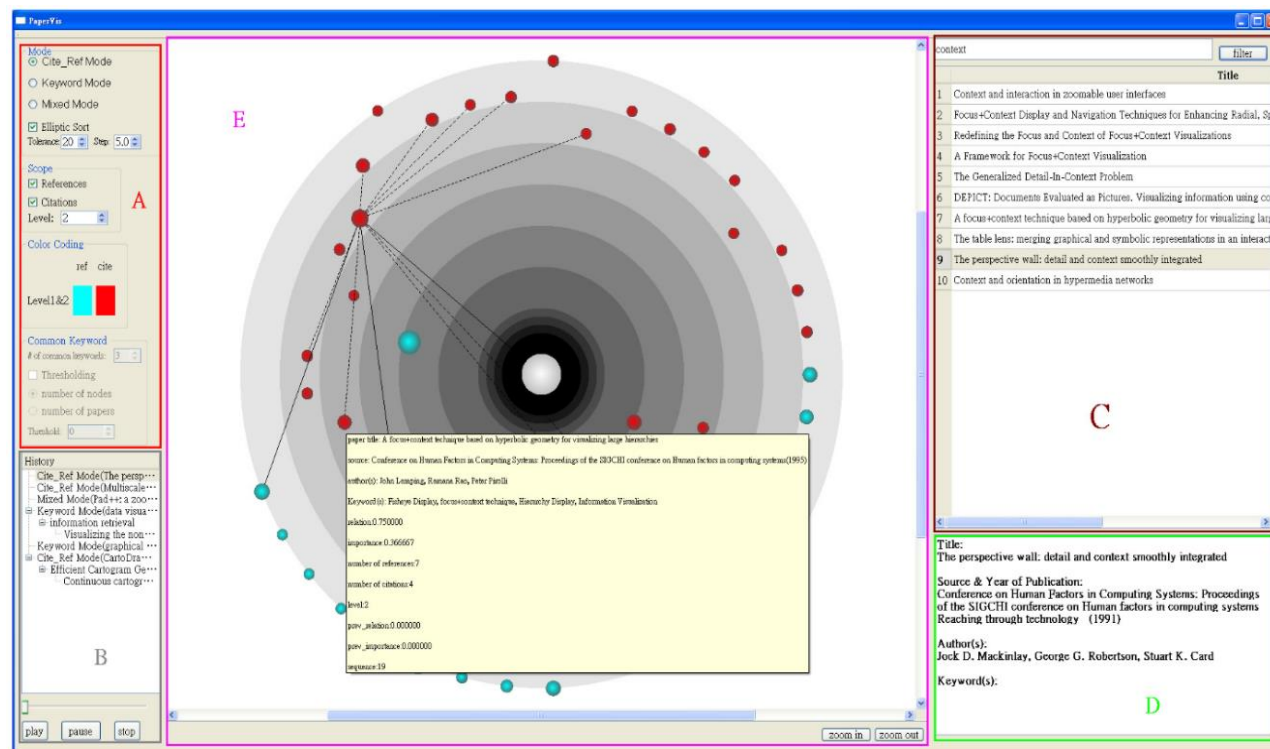 PaperVis
Mode
Cite_Ref Mode
Keyword Mode
Mixed Mode
Elliptic Sort
Tolerance: 20 Step: 5.0
Scope
References
Citations
Level: 2
A
Color Coding
ref cite
Level1&2
Common Keyword
# of common keywords: 3
Thresholding
number of nodes
number of papers
Threshold: 0
History
Cite_Ref Mode(The persp···
Cite_Ref Mode(Multiscale···
Mixed Mode(Pad++: a zoo···
Keyword Mode(data visua···
information retrieval
Visualizing the non···
Keyword Mode(graphical ···
Cite_Ref Mode(CartoDra···
Efficient Cartogram Ge···
Continuous cartogr···
B
play pause stop
E
paper title: A focus+context technique based on hyperbolic geometry for visualizing large hierarchies
source: Conference on Human Factors in Computing Systems: Proceedings of the SIGCHI conference on Human factors in computing systems(1995)
author(s): John Lamping, Ramana Rao, Peter Pirolli
Keyword(s): Fisheye Display, focus+context technique, Hierarchy Display, Information Visualization
relation:0.750000
importance:0.366667
number of references:7
number of citations:4
level:2
prev_relation:0.000000
prev_importance:0.000000
sequence:19
zoom in zoom out
context filter
Title
1 Context and interaction in zoomable user interfaces
2 Focus+Context Display and Navigation Techniques for Enhancing Radial, Sp
3 Redefining the Focus and Context of Focus+Context Visualizations
4 A Framework for Focus+Context Visualization
5 The Generalized Detail-In-Context Problem
6 DEPICT: Documents Evaluated as Pictures. Visualizing information using co
7 A focus+context technique based on hyperbolic geometry for visualizing larg
8 The table lens: merging graphical and symbolic representations in an interact
9 The perspective wall: detail and context smoothly integrated
10 Context and orientation in hypermedia networks
C
Title:
The perspective wall: detail and context smoothly integrated
Source & Year of Publication:
Conference on Human Factors in Computing Systems: Proceedings
of the SIGCHI conference on Human factors in computing systems
Reaching through technology (1991)
Author(s):
Jock D. Mackinlay, George G. Robertson, Stuart K. Card
Keyword(s):
D